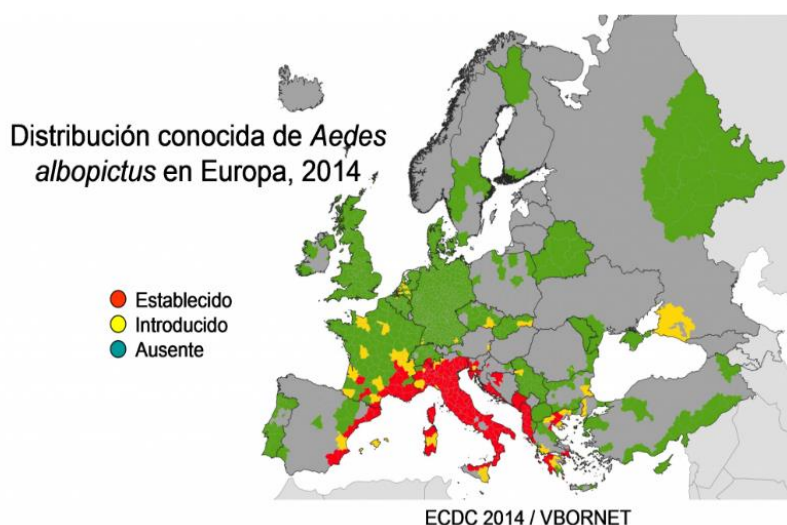 Distribución conocida de Aedes
albopictus en Europa, 2014
Establecido
Introducido
Ausente
ECDC 2014 / VBORNET